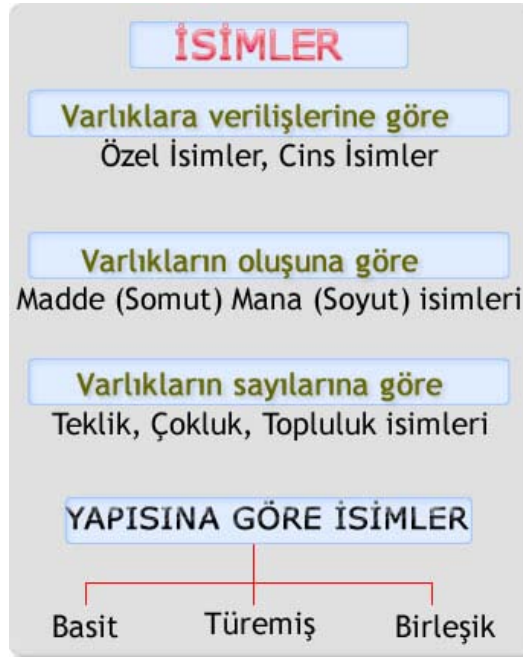 İSİMLER
Varlıklara verilişlerine göre
Özel İsimler, Cins İsimler
Varlıkların oluşuna göre
Madde (Somut) Mana (Soyut) isimleri
Varlıkların sayılarına göre
Teklik, Çokluk, Topluluk isimleri
YAPISINA GÖRE İSİMLER
Basit Türemiş Birleşik